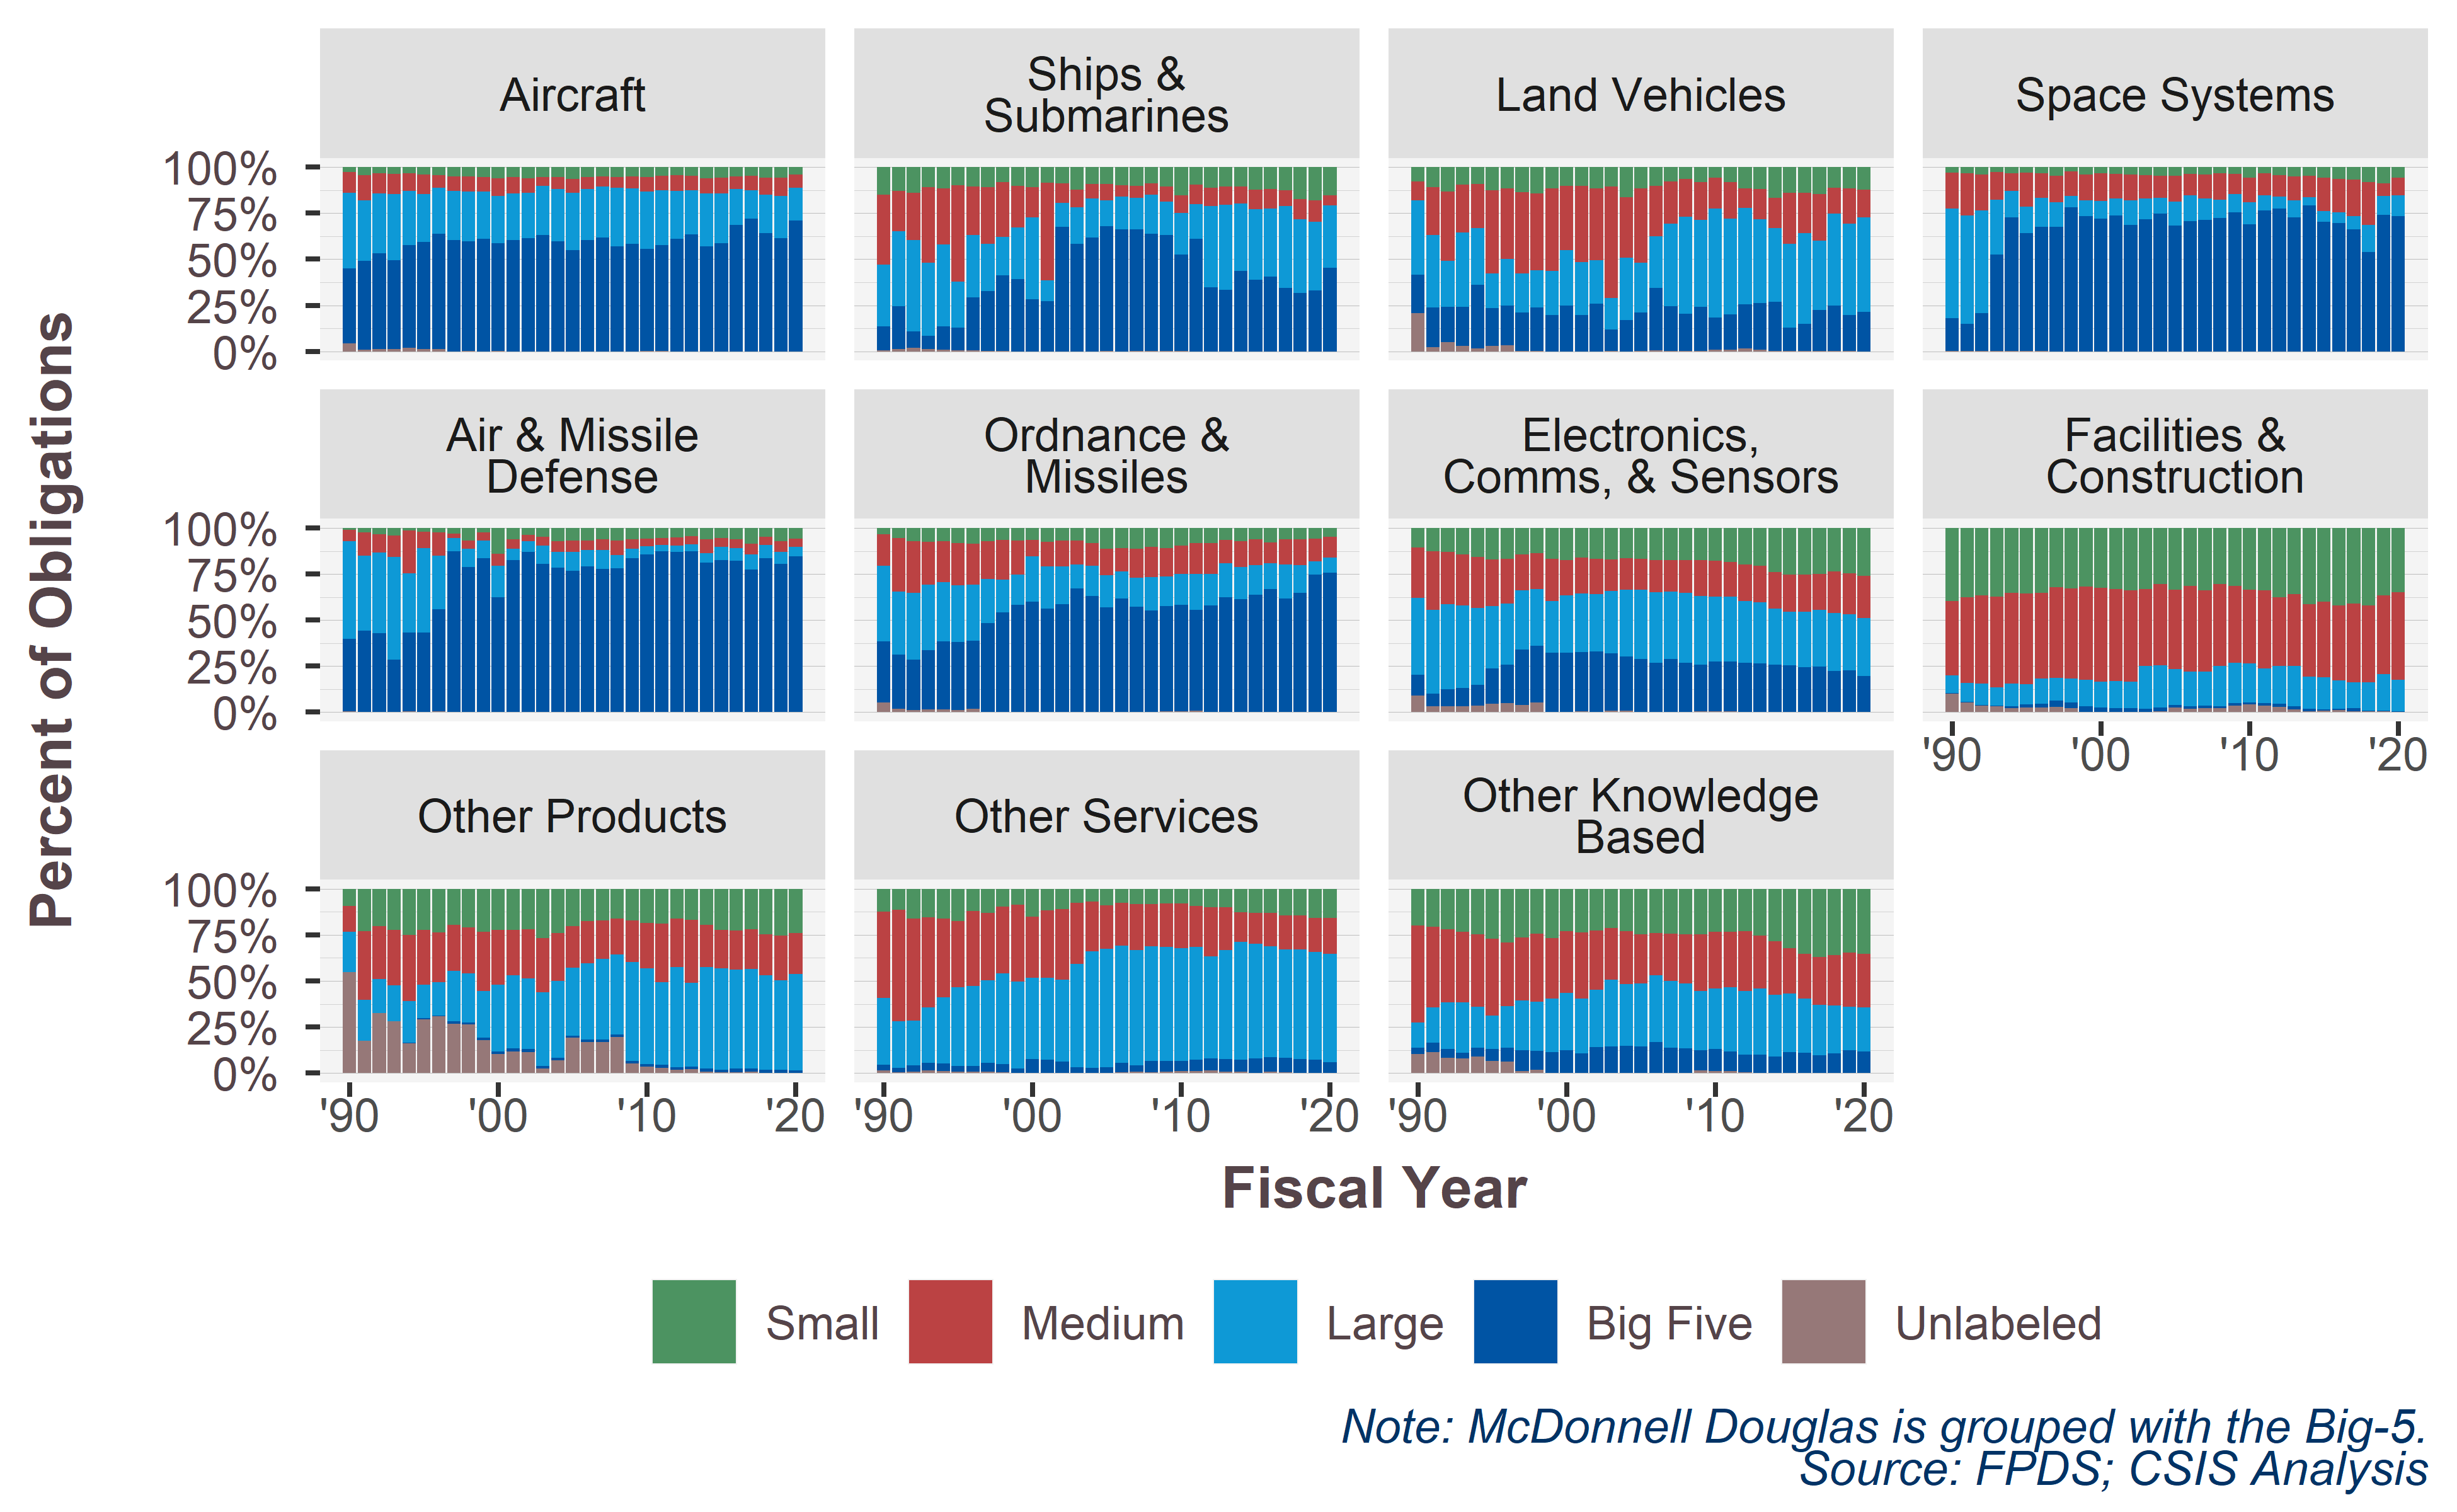 Aircraft
Ships &
Submarines
Land Vehicles
Space Systems
100%
75%
50%
25%
0%
Air & Missile
Defense
Ordnance &
Missiles
Electronics,
Comms, & Sensors
Facilities &
Construction
100%
75%
50%
25%
0%
'90 '00 '10 '20
Other Products
Other Services
Other Knowledge
Based
100%
75%
50%
25%
0%
'90 '00 '10 '20 '90 '00 '10 '20 '90 '00 '10 '20
Percent of Obligations
Fiscal Year
Small Medium Large Big Five Unlabeled
Note: McDonnell Douglas is grouped with the Big-5.
Source: FPDS; CSIS Analysis